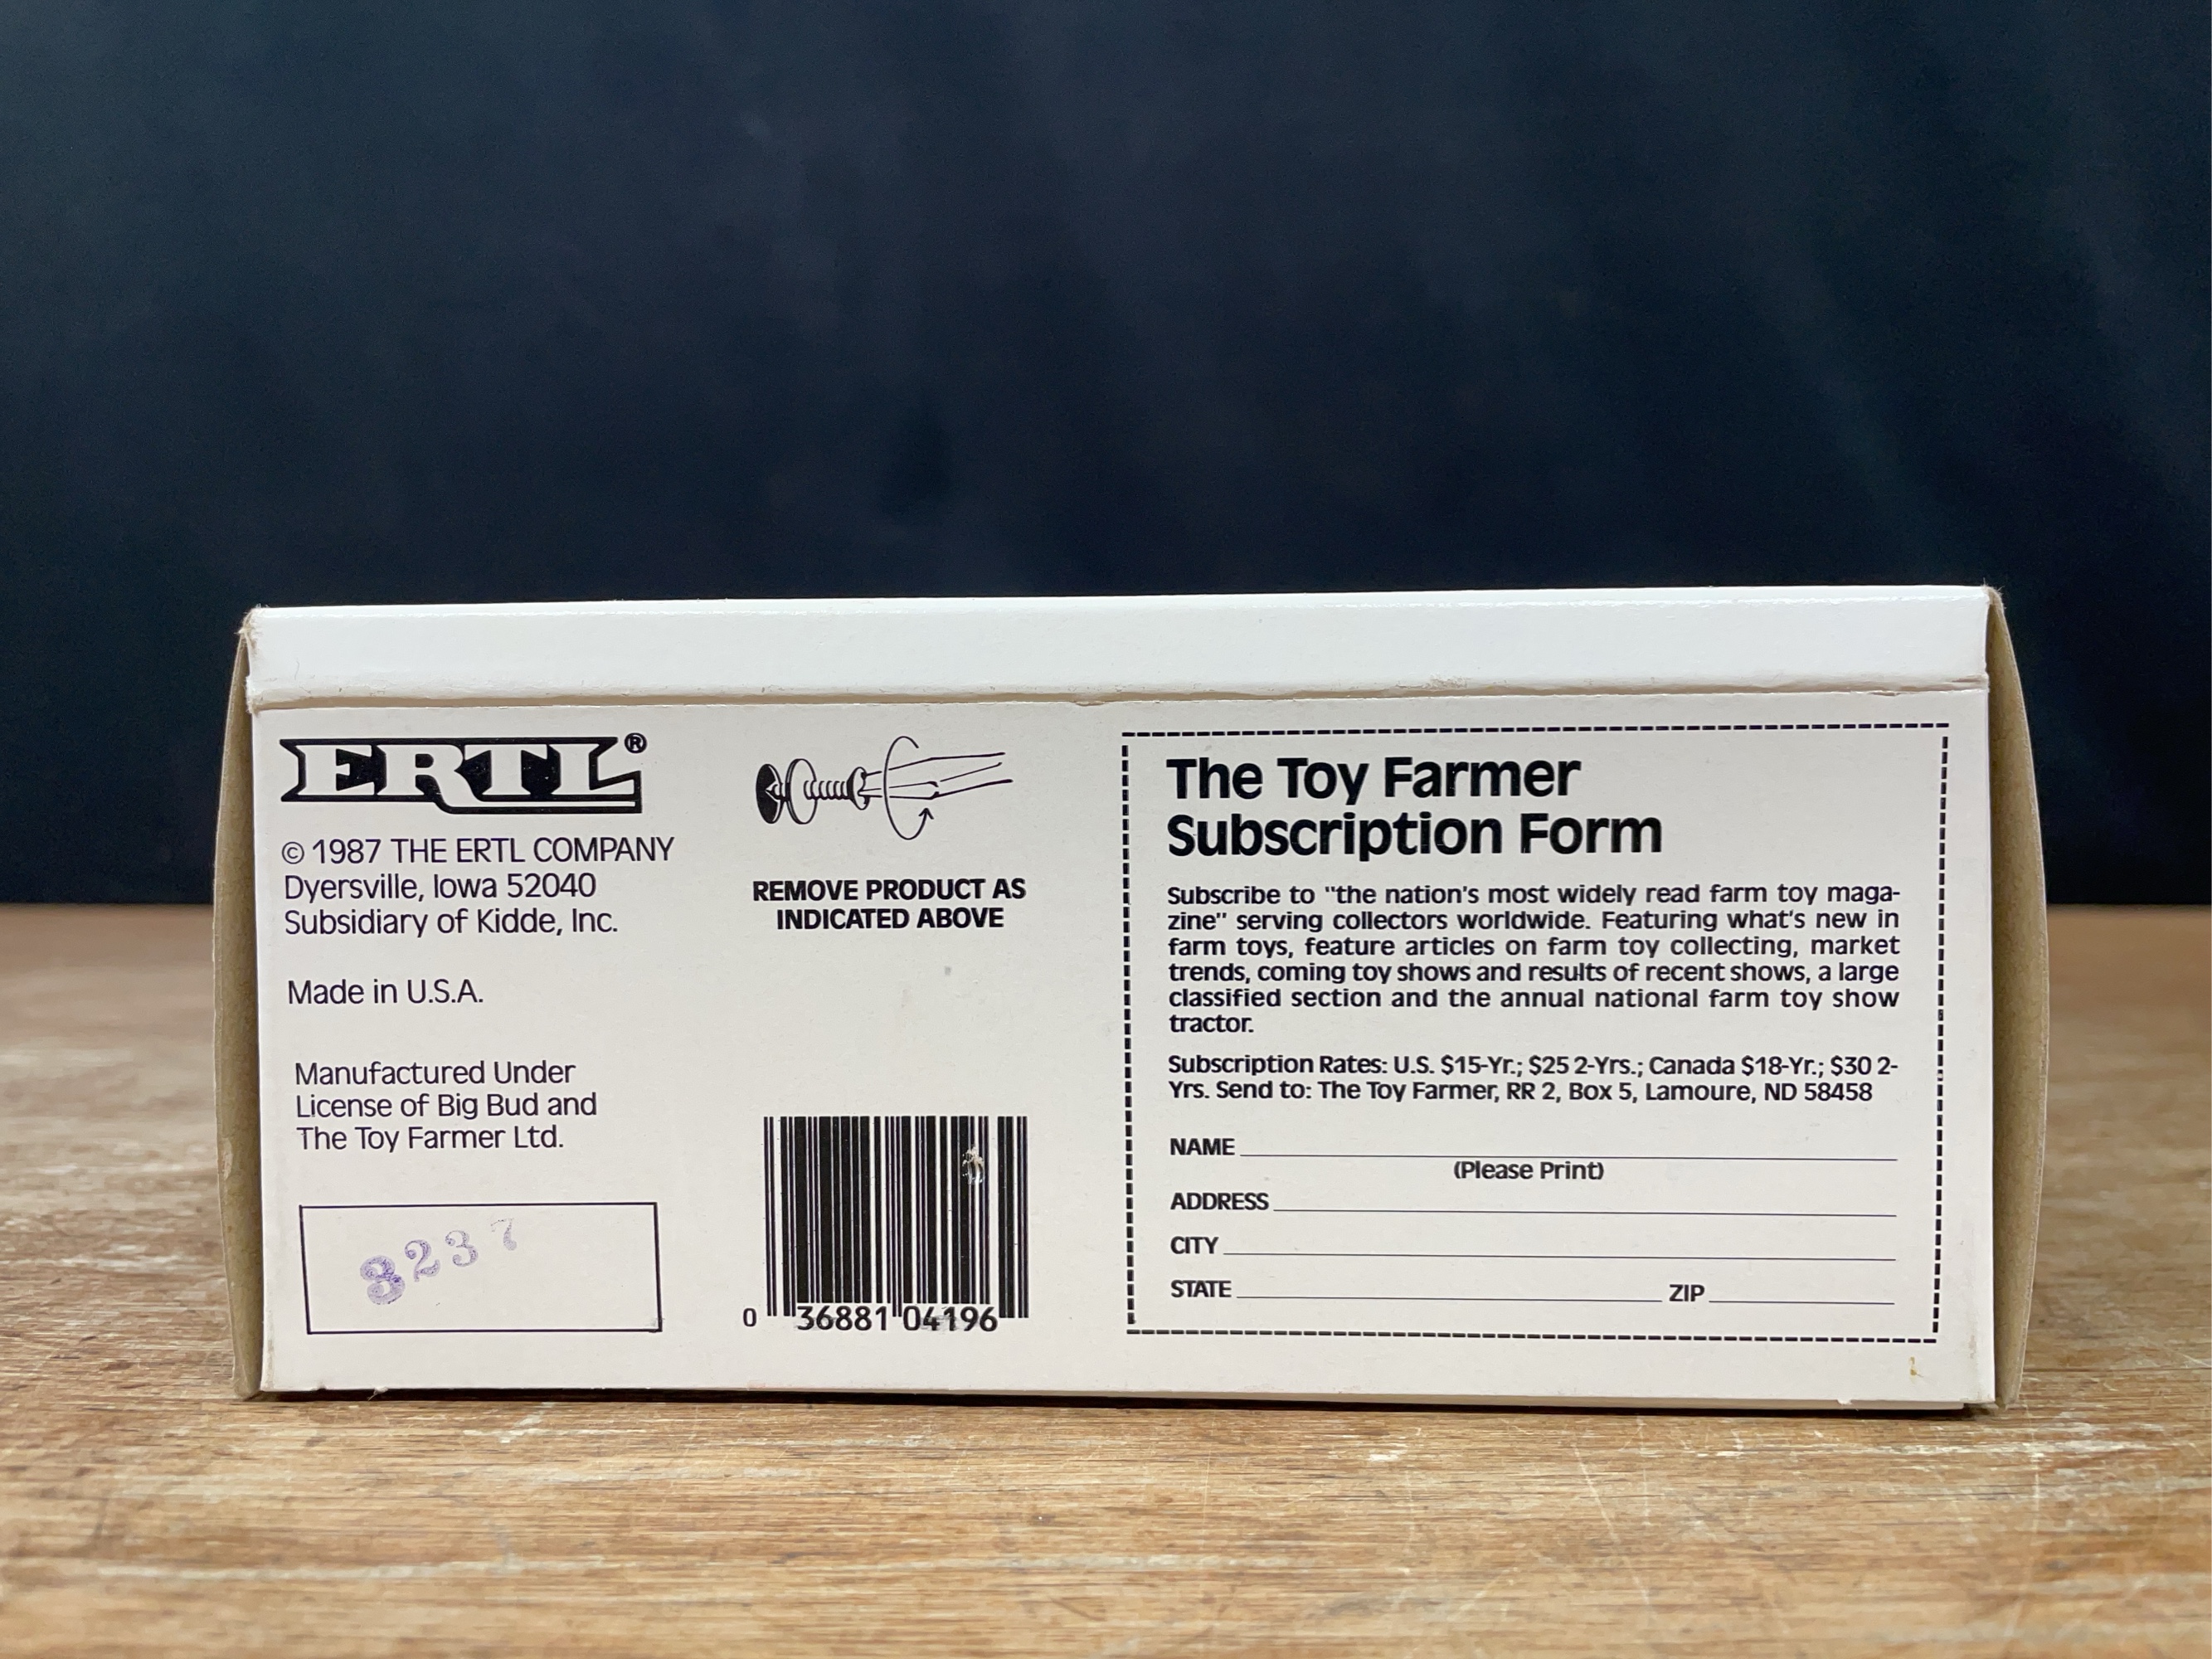 ERTL®
© 1987 THE ERTL COMPANY
Dyersville, Iowa 52040
Subsidiary of Kidde, Inc.
Made in U.S.A.
Manufactured Under
License of Big Bud and
The Toy Farmer Ltd.
3237
REMOVE PRODUCT AS
INDICATED ABOVE
0 36881 04196
The Toy Farmer
Subscription Form
Subscribe to "the nation's most widely read farm toy maga-
zine" serving collectors worldwide. Featuring what's new in
farm toys, feature articles on farm toy collecting, market
trends, coming toy shows and results of recent shows, a large
classified section and the annual national farm toy show
tractor.
Subscription Rates: U.S. $15-Yr.; $25 2-Yrs.; Canada $18-Yr.; $30 2-
Yrs. Send to: The Toy Farmer, RR 2, Box 5, Lamoure, ND 58458
NAME
(Please Print)
ADDRESS
CITY
STATE ZIP